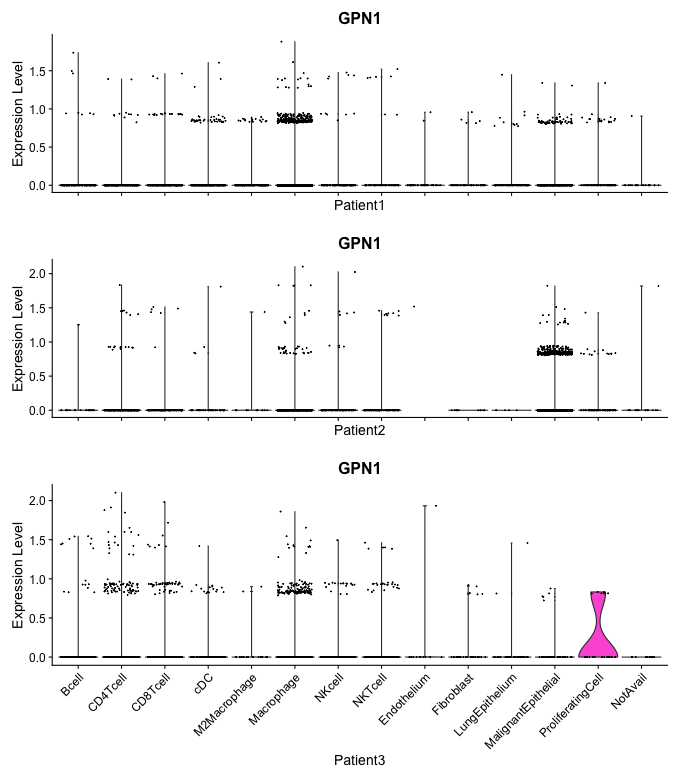 GPN1
Expression Level
1.5
1.0
0.5
0.0
Patient1
GPN1
Expression Level
2.0
1.5
1.0
0.5
0.0
Patient2
GPN1
Expression Level
2.0
1.5
1.0
0.5
0.0
Bcell
CD4Tcell
CD8Tcell
cDC
M2Macrophage
Macrophage
NKcell
NKTcell
Endothelium
Fibroblast
LungEpithelium
MalignantEpithelial
ProliferatingCell
NotAvail
Patient3